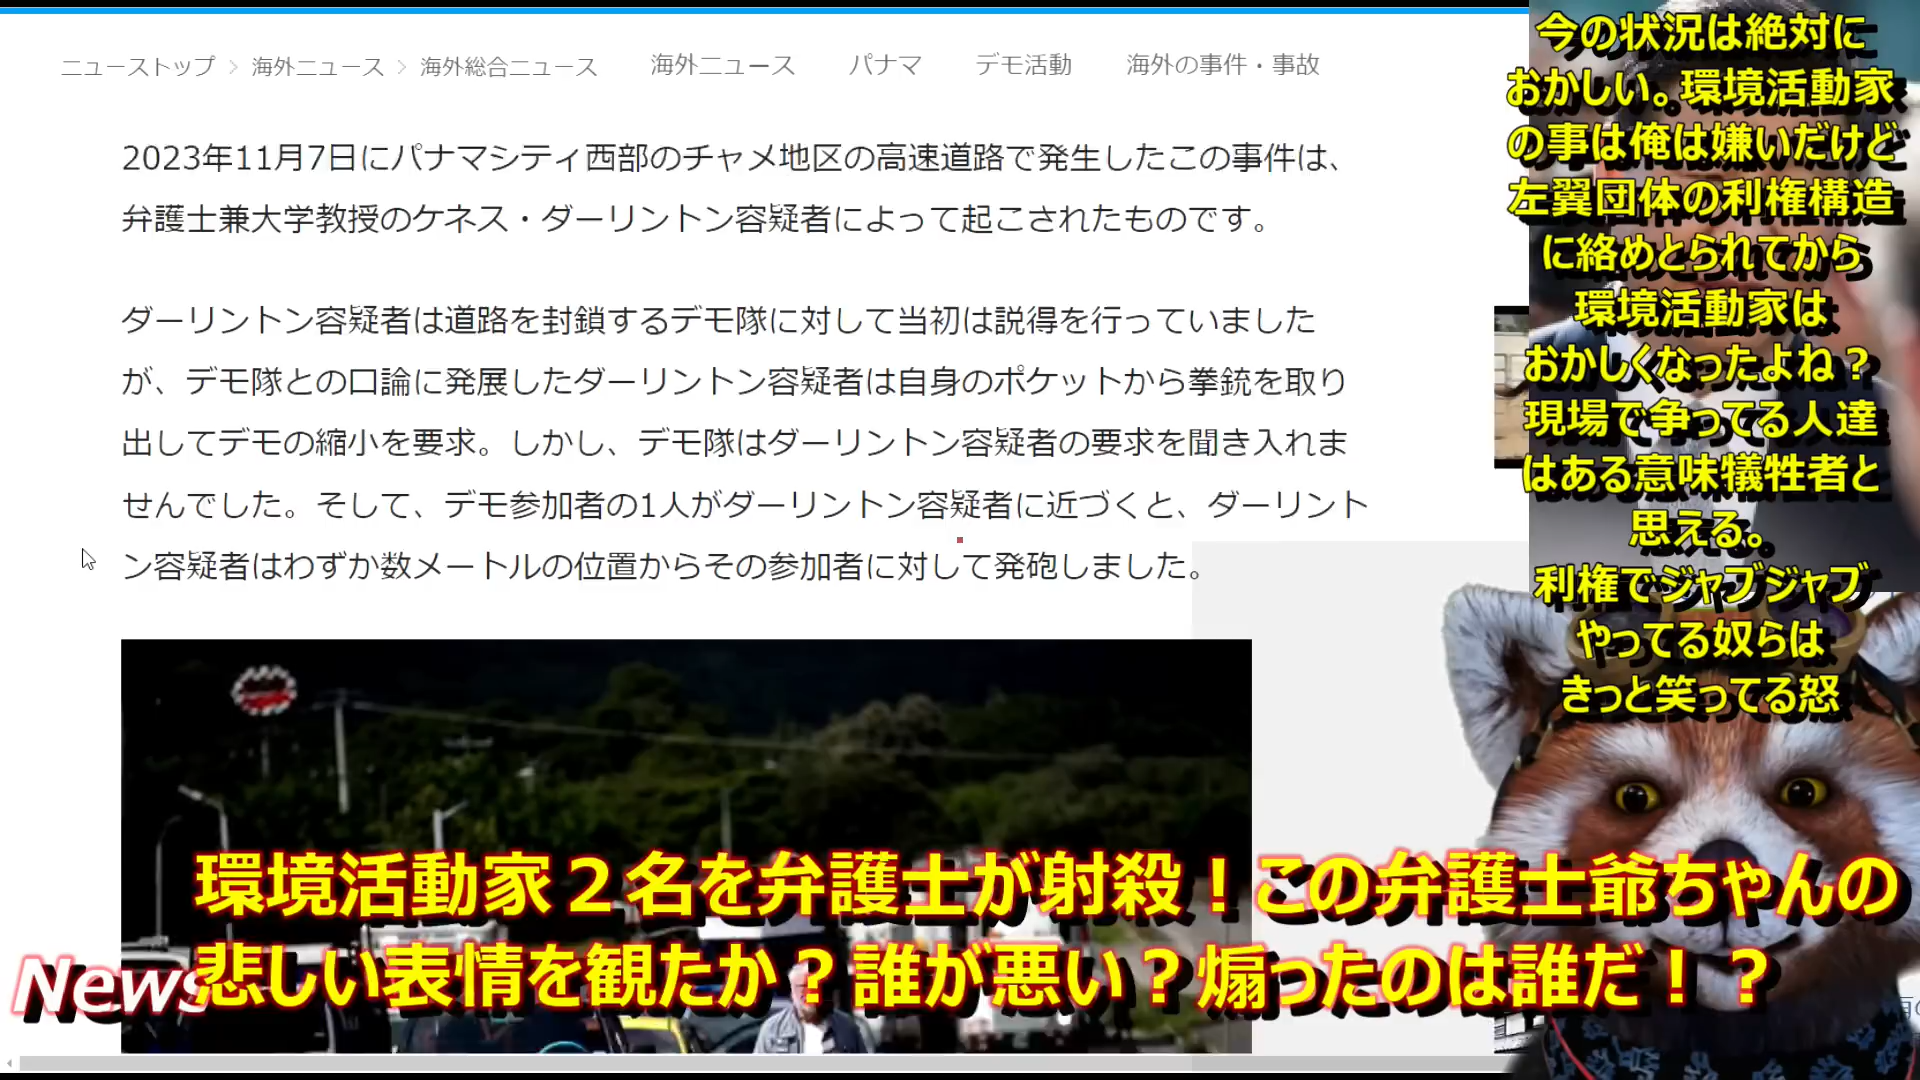 ニューストップ > 海外ニュース > 海外総合ニュース 海外ニュース パナマ デモ活動 海外の事件・事故
2023年11月7日にパナマシティ西部のチャメ地区の高速道路で発生したこの事件は、
弁護士兼大学教授のケネス・ダーリントン容疑者によって起こされたものです。
ダーリントン容疑者は道路を封鎖するデモ隊に対して当初は説得を行っていました
が、デモ隊との口論に発展したダーリントン容疑者は自身のポケットから拳銃を取り
出してデモの縮小を要求。しかし、デモ隊はダーリントン容疑者の要求を聞き入れま
せんでした。そして、デモ参加者の1人がダーリントン容疑者に近づくと、ダーリント
ン容疑者はわずか数メートルの位置からその参加者に対して発砲しました。
今の状況は絶対に
おかしい。環境活動家
の事は俺は嫌いだけど
左翼団体の利権構造
に絡めとられてから
環境活動家は
おかしくなったよね？
現場で争ってる人達
はある意味犠牲者と
思える。
利権でジャブジャブ
やってる奴らは
きっと笑ってる怒
環境活動家２名を弁護士が射殺！この弁護士爺ちゃんの
悲しい表情を観たか？誰が悪い？煽ったのは誰だ！？
News